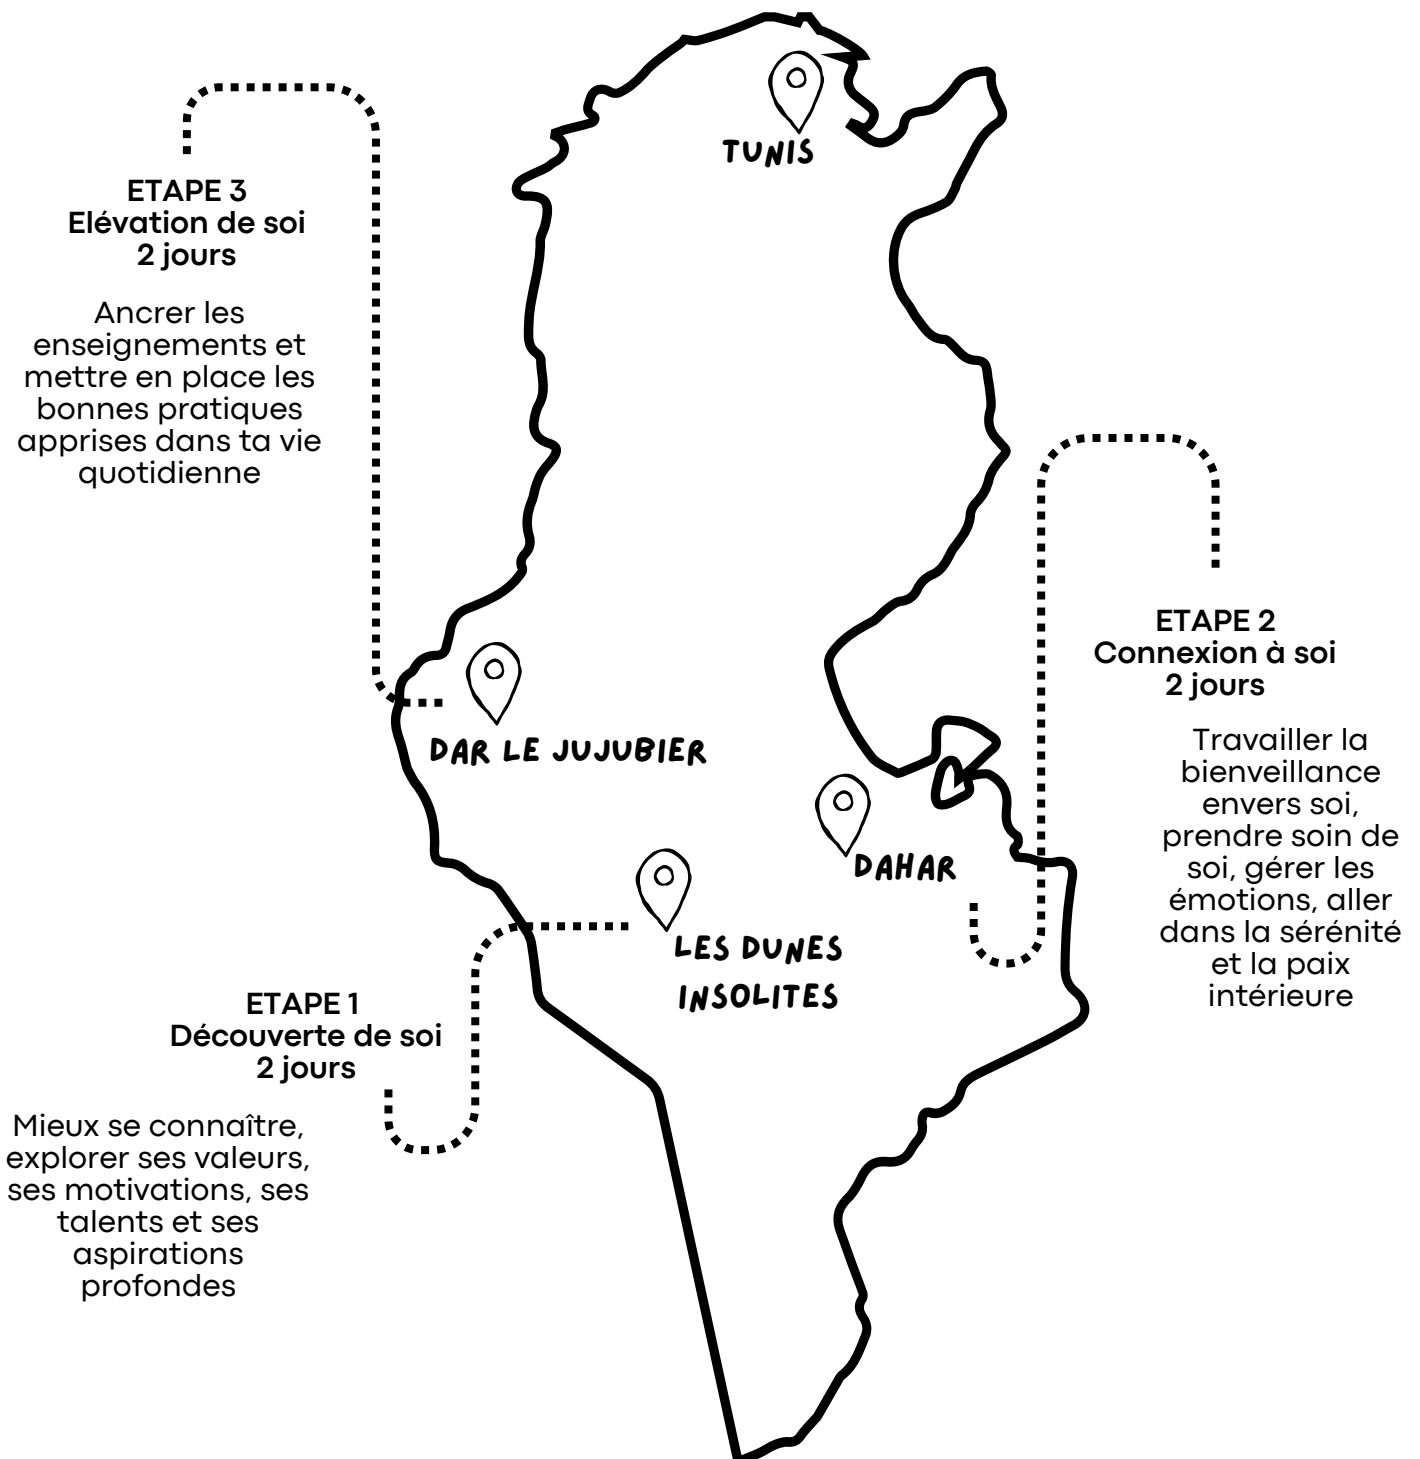 TUNIS
ETAPE 3
Elévation de soi
2 jours
Ancrer les
enseignements et
mettre en place les
bonnes pratiques
apprises dans ta vie
quotidienne
ETAPE 2
Connexion à soi
2 jours
Travailler la
bienveillance
envers soi,
prendre soin de
soi, gérer les
émotions, aller
dans la sérénité
et la paix
intérieure
DAR LE JUJUBIER
DAHAR
LES DUNES
INSOLITES
ETAPE 1
Découverte de soi
2 jours
Mieux se connaître,
explorer ses valeurs,
ses motivations, ses
talents et ses
aspirations
profondes